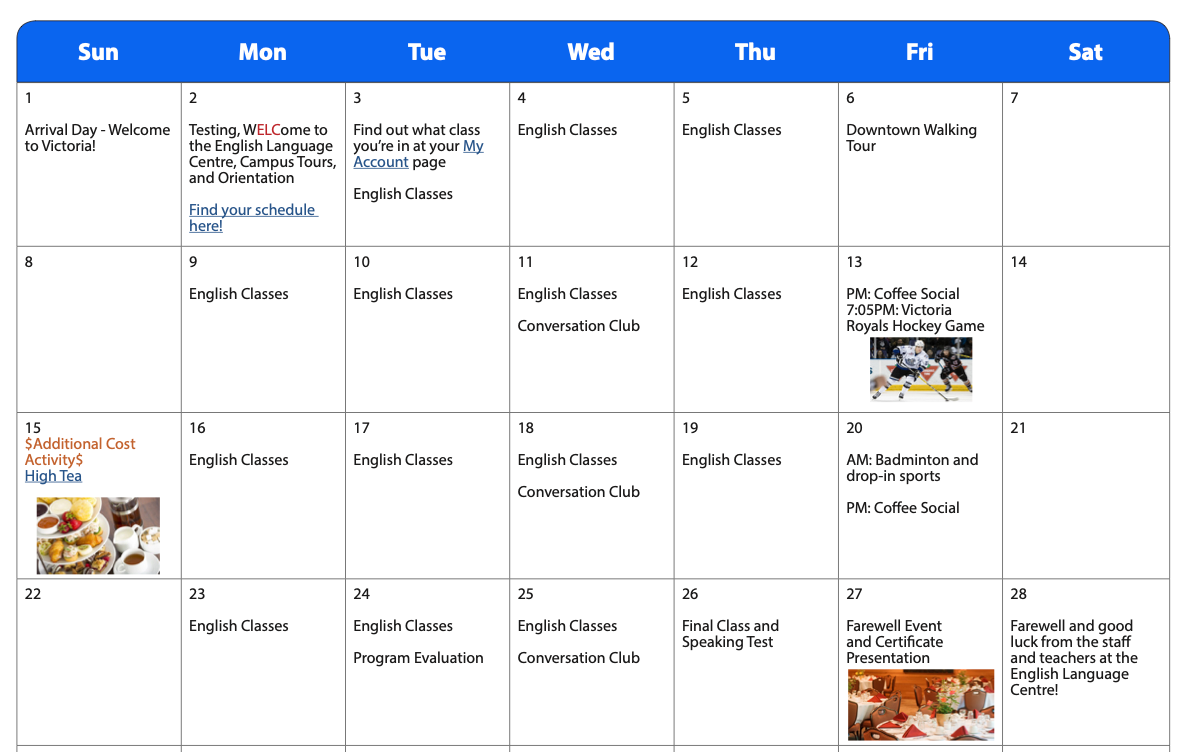 Sun Mon Tue Wed Thu Fri Sat
1
Arrival Day - Welcome
to Victoria!
2
Testing, WELCome to
the English Language
Centre, Campus Tours,
and Orientation
Find your schedule
here!
3
Find out what class
you’re in at your My
Account page
English Classes
4
English Classes
5
English Classes
6
Downtown Walking
Tour
7
8
9
English Classes
10
English Classes
11
English Classes
Conversation Club
12
English Classes
13
PM: Coffee Social
7:05PM: Victoria
Royals Hockey Game
14
15
$Additional Cost
Activity$
High Tea
16
English Classes
17
English Classes
18
English Classes
Conversation Club
19
English Classes
20
AM: Badminton and
drop-in sports
PM: Coffee Social
21
22
23
English Classes
24
English Classes
Program Evaluation
25
English Classes
Conversation Club
26
Final Class and
Speaking Test
27
Farewell Event
and Certificate
Presentation
28
Farewell and good
luck from the staff
and teachers at the
English Language
Centre!